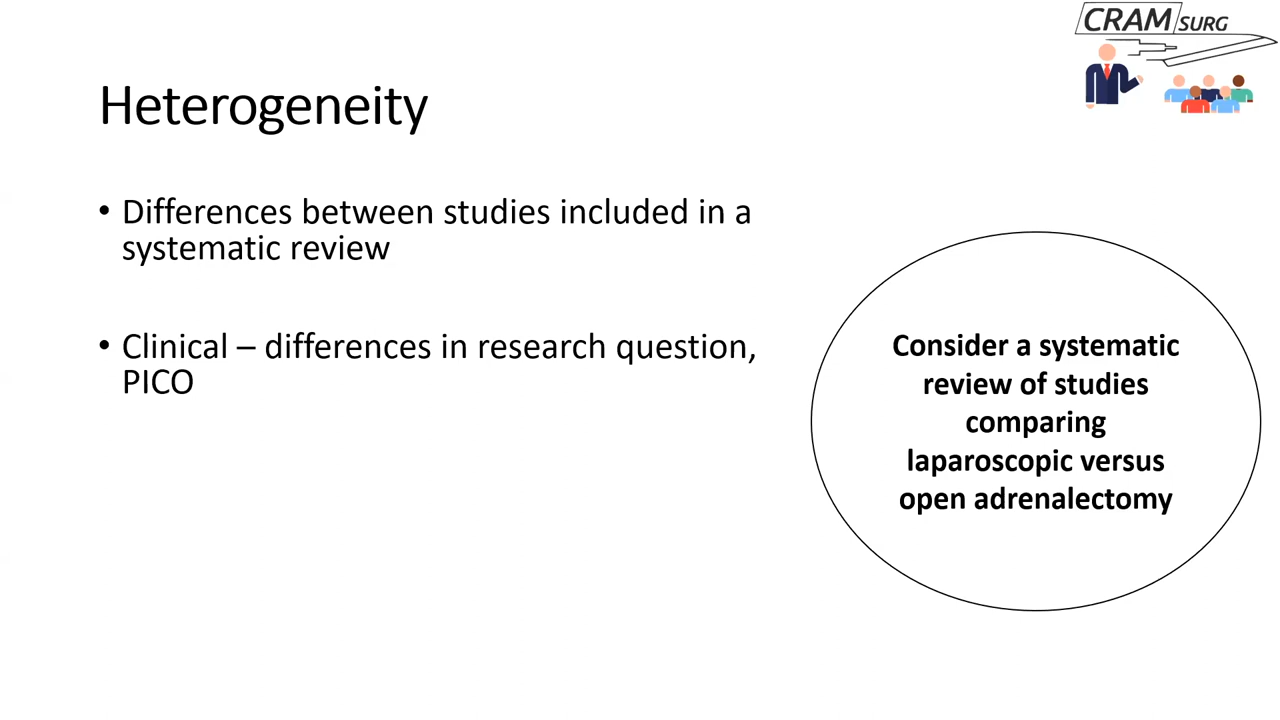 CRAM SURG
Heterogeneity
• Differences between studies included in a
systematic review
• Clinical – differences in research question,
PICO
Consider a systematic
review of studies
comparing
laparoscopic versus
open adrenalectomy